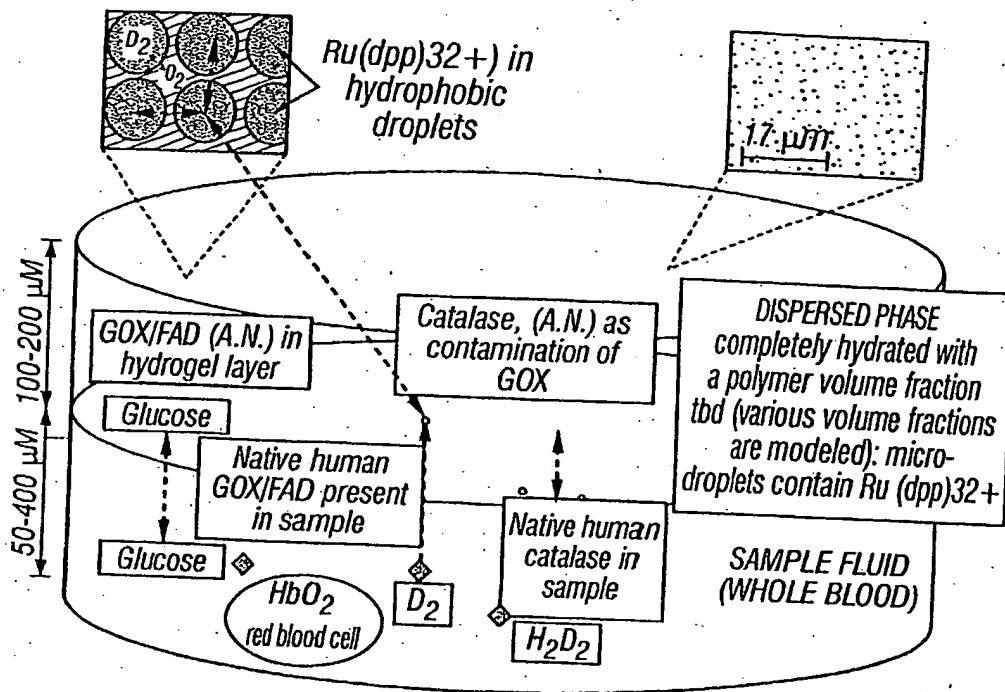 D2
O2
Ru(dpp)32+) in
hydrophobic
droplets
17 µm
100-200 µM
50-400 µM
GOX/FAD (A.N.) in
hydrogel layer
Catalase, (A.N.) as
contamination of
GOX
DISPERSED PHASE
completely hydrated with
a polymer volume fraction
tbd (various volume fractions
are modeled): micro-
droplets contain Ru (dpp)32+
Glucose
Native human
GOX/FAD present
in sample
Glucose
HbO2
red blood cell
D2
Native human
catalase in
sample
H2D2
SAMPLE FLUID
(WHOLE BLOOD)